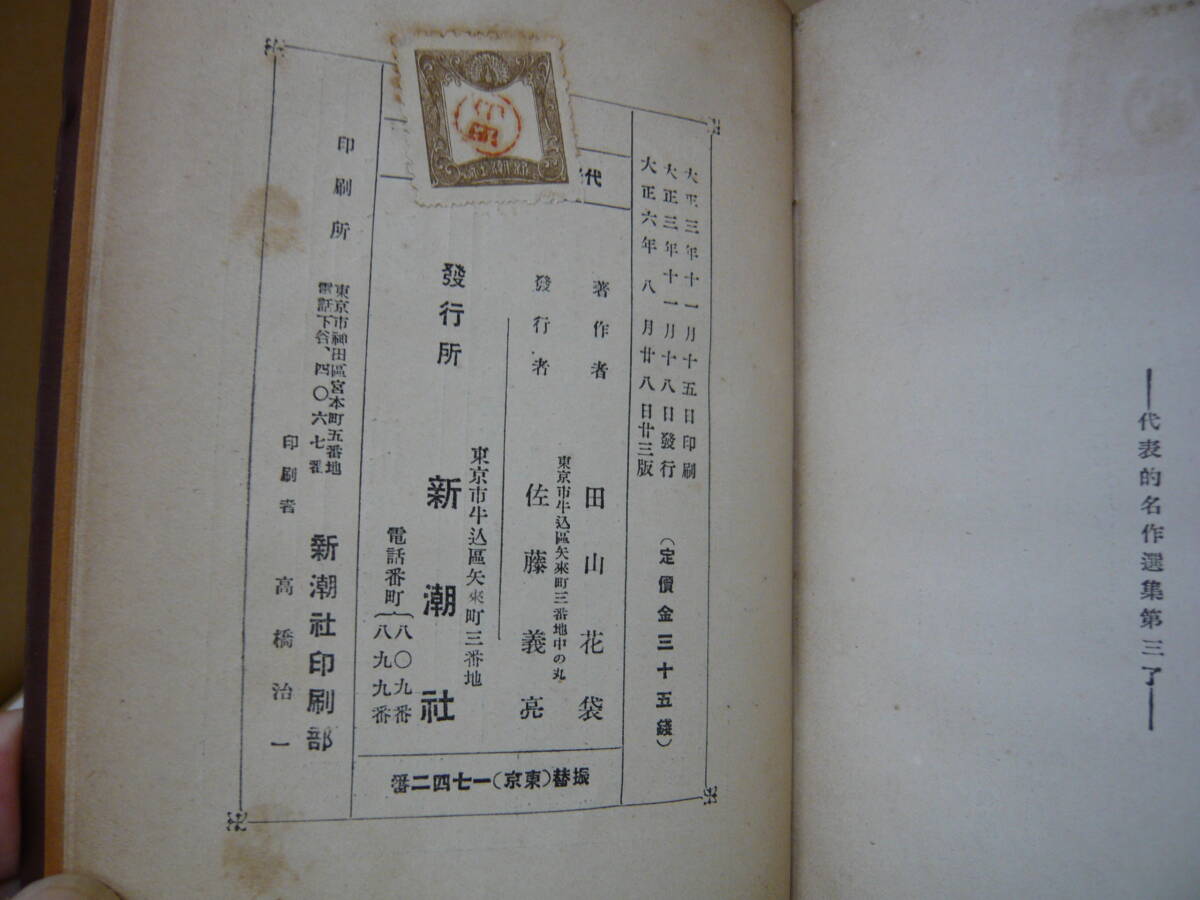 ――代表的名作選集第三了――
大正三年十一月十五日印刷
大正三年十一月十八日發行
大正六年八月廿八日廿三版
(定價金三十五錢)
代
著作者 田山花袋
東京市牛込區矢來町三番地中の丸
發行者 佐藤義亮
東京市牛込區矢來町三番地
發行所 新潮社
電話番町{八〇九番
八九九番
振替(東京)一七四二番
東京市神田區宮本町五番地
電話下谷、四〇六七番
印刷所 新潮社印刷部
印刷者 高橋治一
新潮社